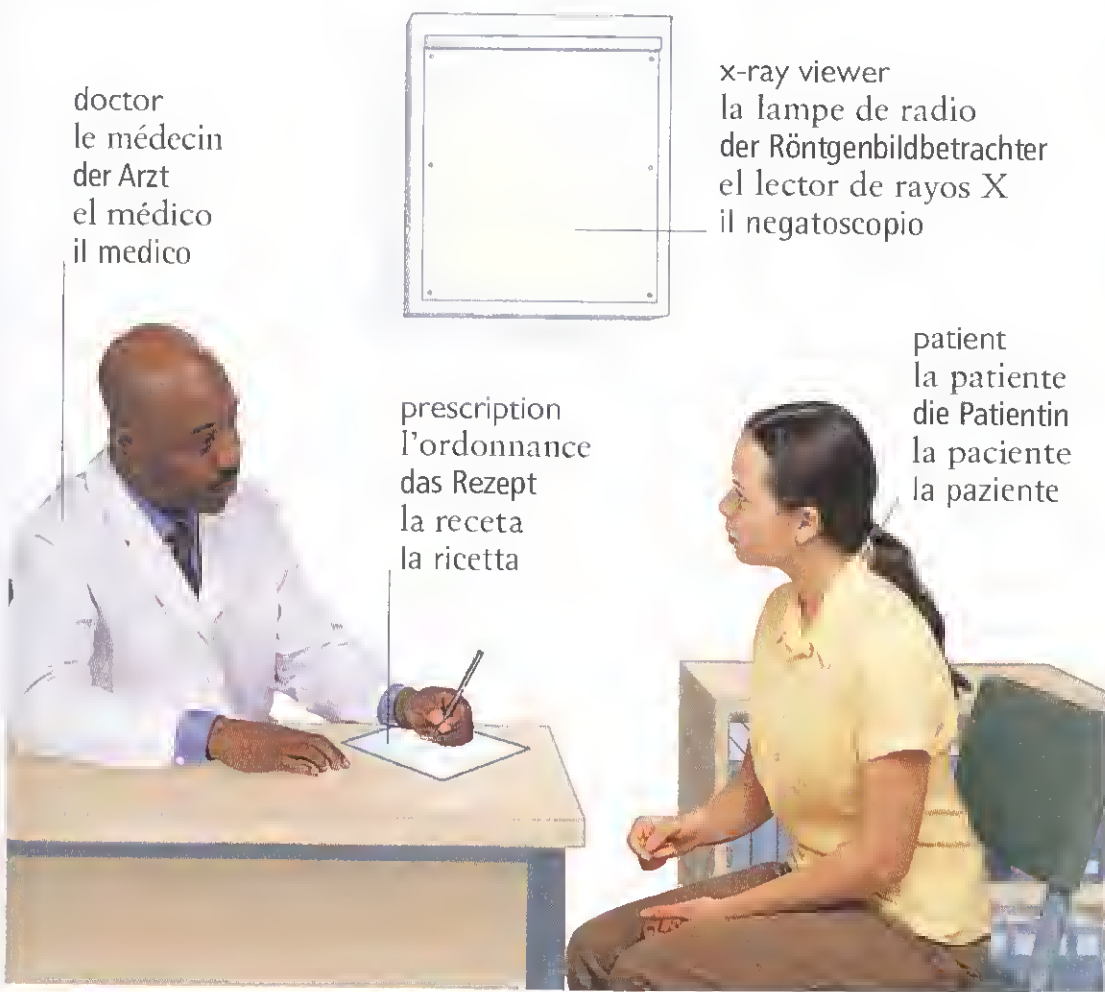 doctor
le médecin
der Arzt
el médico
il medico
x-ray viewer
la lampe de radio
der Röntgenbildbetrachter
el lector de rayos X
il negatoscopio
prescription
l'ordonnance
das Rezept
la receta
la ricetta
patient
la patiente
die Patientin
la paciente
la paziente